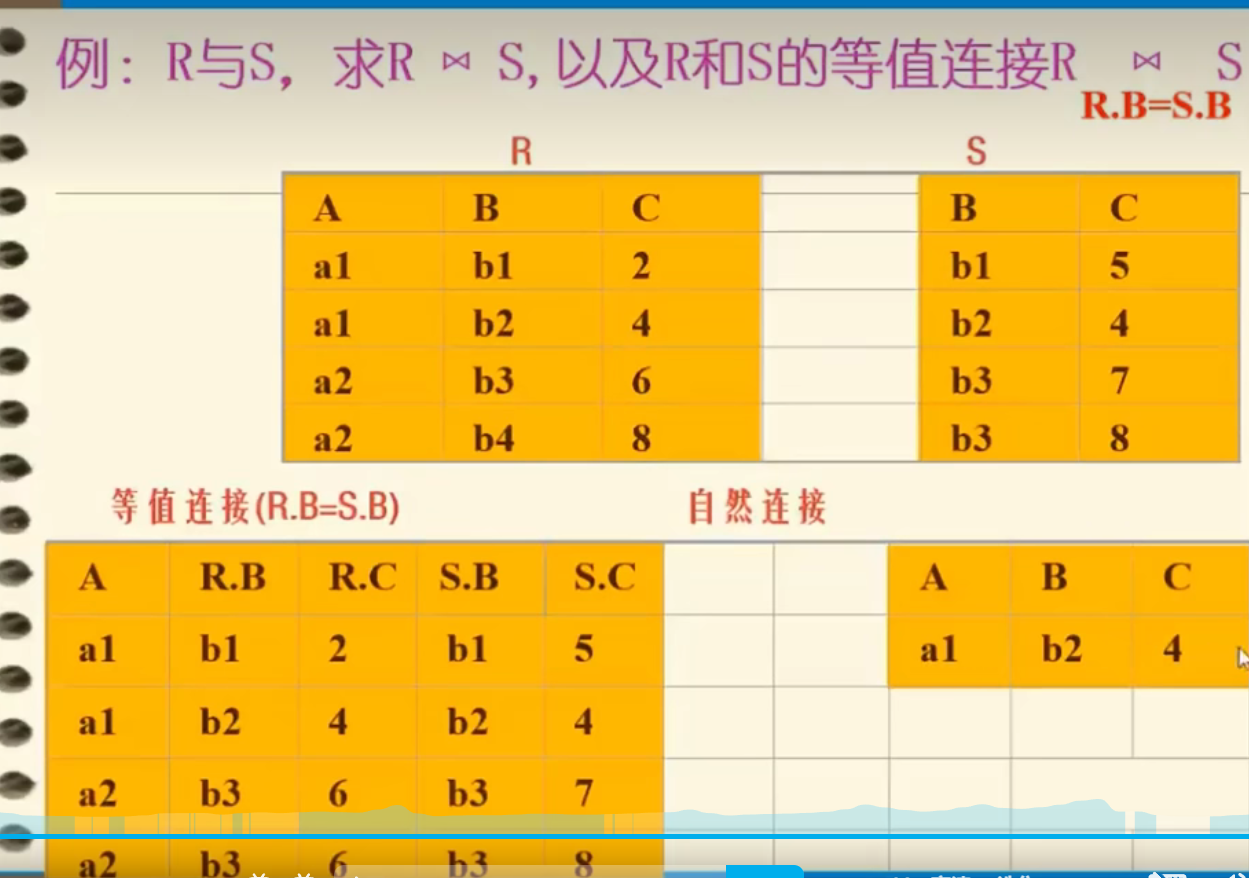 例：R与S，求R ⋈ S,以及R和S的等值连接R ⋈ S
R.B=S.B
R S
A B C B C
a1 b1 2 b1 5
a1 b2 4 b2 4
a2 b3 6 b3 7
a2 b4 8 b3 8
等值连接(R.B=S.B) 自然连接
A R.B R.C S.B S.C A B C
a1 b1 2 b1 5 a1 b2 4
a1 b2 4 b2 4
a2 b3 6 b3 7
a2 b3 6 b3 8